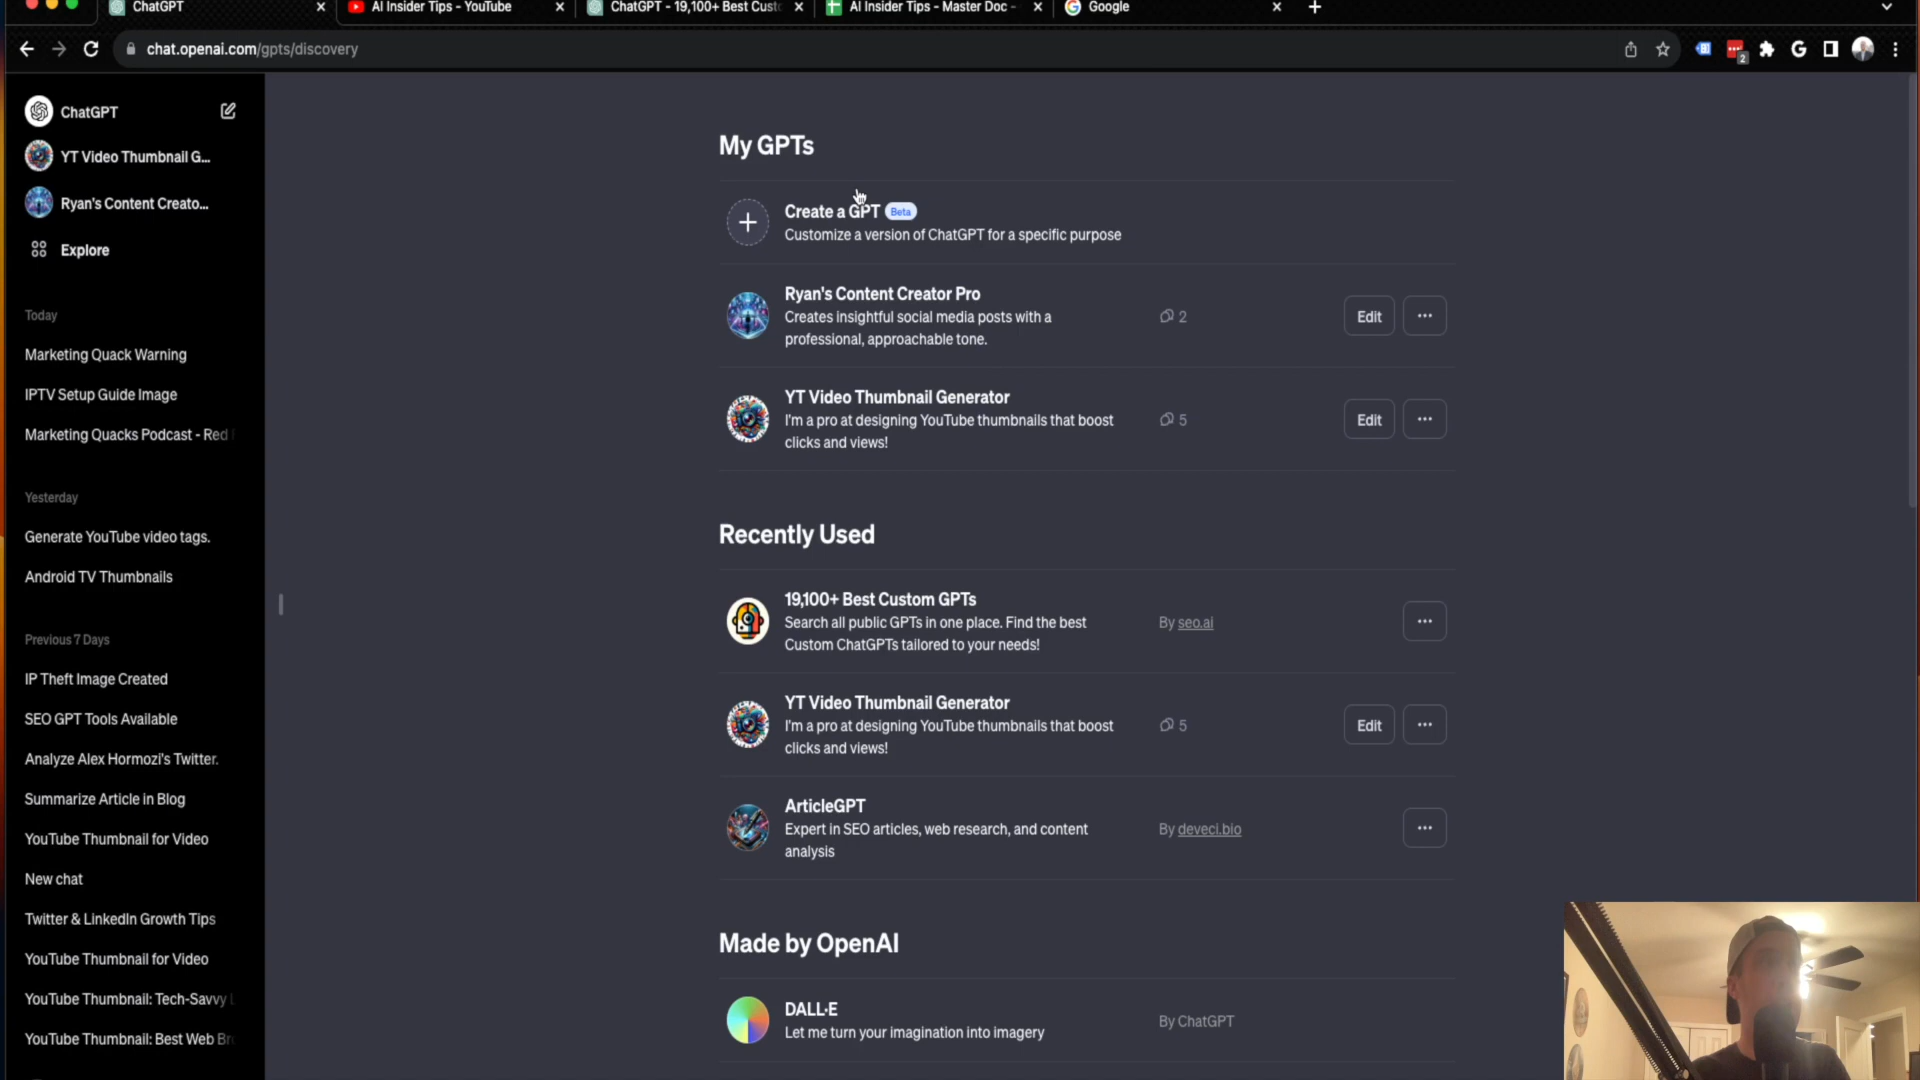 ChatGPT
AI Insider Tips - YouTube
ChatGPT - 19,100+ Best Cust
AI Insider Tips - Master Doc -
Google
chat.openai.com/gpts/discovery
2
ChatGPT
YT Video Thumbnail G...
Ryan's Content Creato...
Explore
Today
Marketing Quack Warning
IPTV Setup Guide Image
Marketing Quacks Podcast - Red
Yesterday
Generate YouTube video tags.
Android TV Thumbnails
Previous 7 Days
IP Theft Image Created
SEO GPT Tools Available
Analyze Alex Hormozi's Twitter.
Summarize Article in Blog
YouTube Thumbnail for Video
New chat
Twitter & LinkedIn Growth Tips
YouTube Thumbnail for Video
YouTube Thumbnail: Tech-Savvy
YouTube Thumbnail: Best Web Br
My GPTs
Create a GPT Beta
Customize a version of ChatGPT for a specific purpose
Ryan's Content Creator Pro
Creates insightful social media posts with a
professional, approachable tone.
2
Edit
YT Video Thumbnail Generator
I'm a pro at designing YouTube thumbnails that boost
clicks and views!
5
Edit
Recently Used
19,100+ Best Custom GPTs
Search all public GPTs in one place. Find the best
Custom ChatGPTs tailored to your needs!
By seo.ai
YT Video Thumbnail Generator
I'm a pro at designing YouTube thumbnails that boost
clicks and views!
5
Edit
ArticleGPT
Expert in SEO articles, web research, and content
analysis
By deveci.bio
Made by OpenAI
DALL·E
Let me turn your imagination into imagery
By ChatGPT